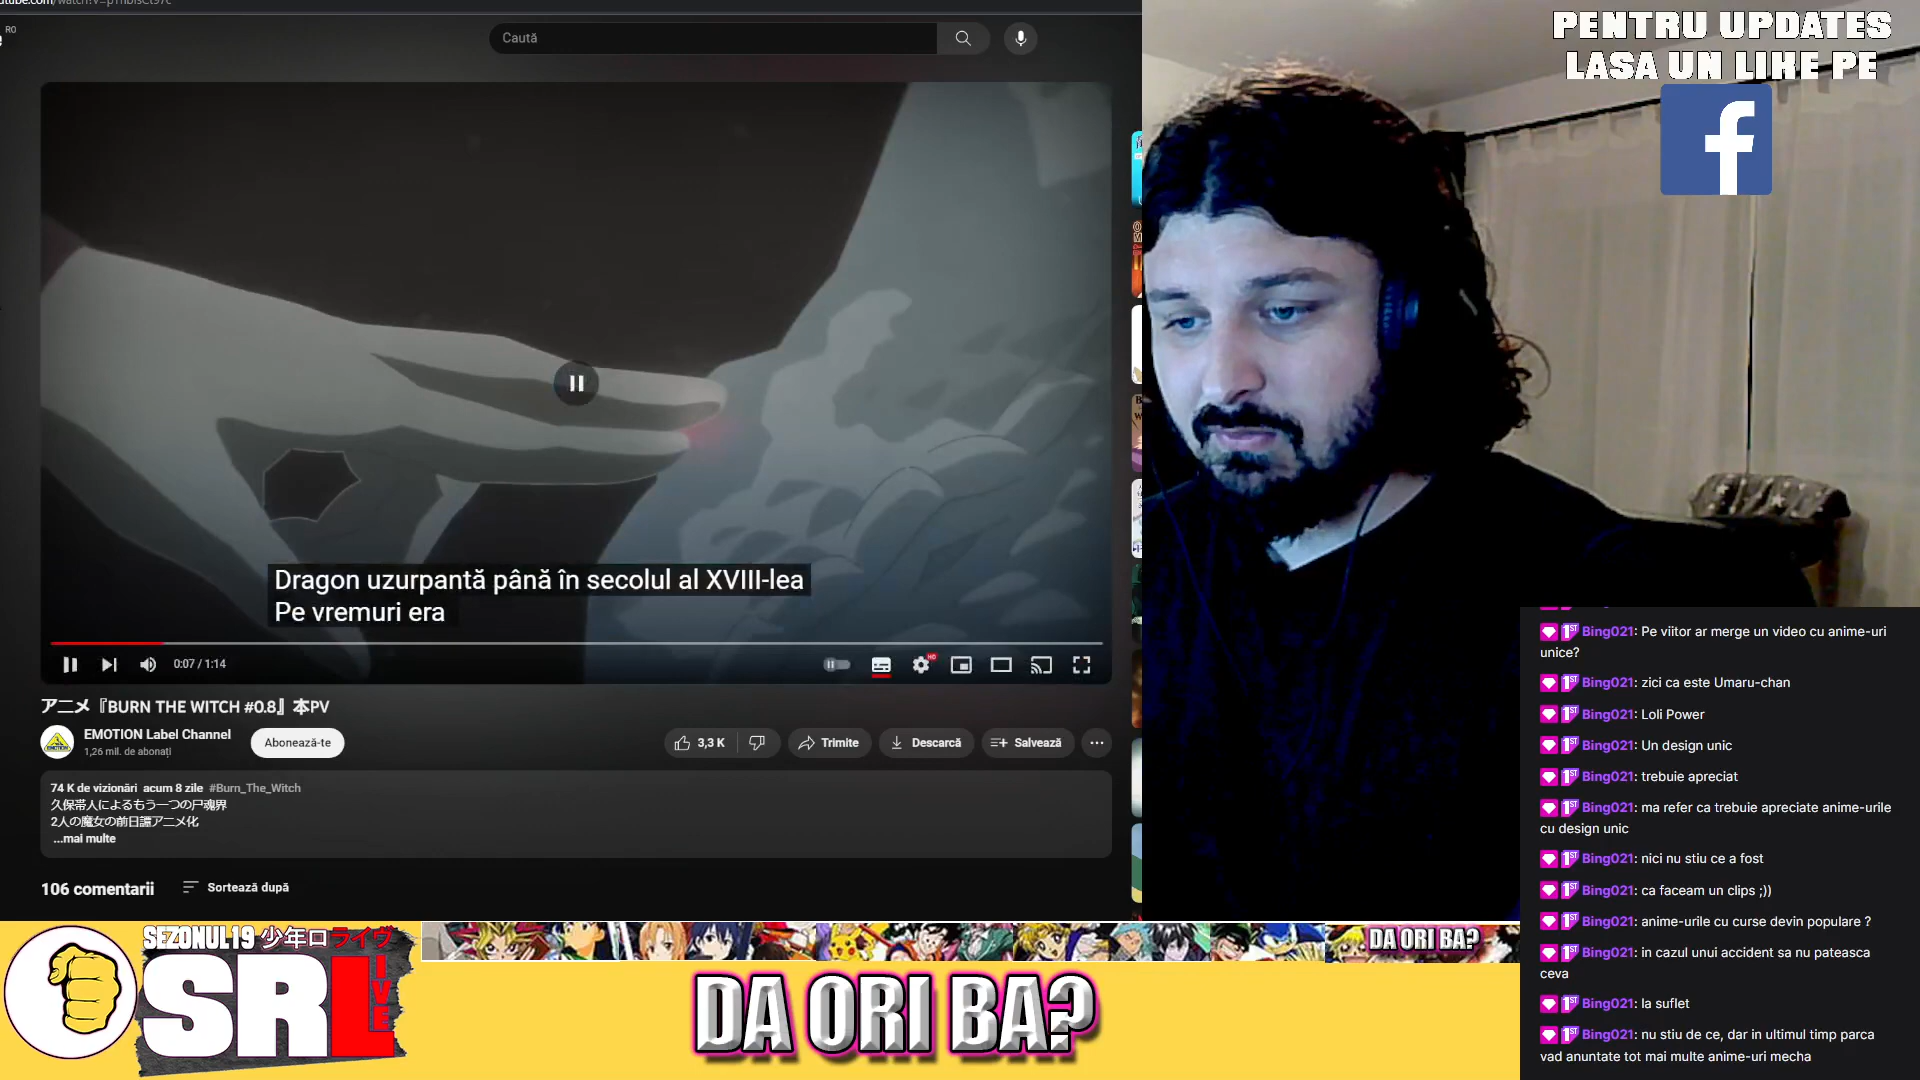 RO
Caută
PENTRU UPDATES
LASA UN LIKE PE
f
Dragon uzurpantă până în secolul al XVIII-lea
Pe vremuri era
0:07 / 1:14
HD
アニメ『BURN THE WITCH #0.8』本PV
EMOTION Label Channel
1,26 mil. de abonați
Abonează-te
3,3 K
Trimite
Descarcă
Salvează
74 K de vizionări acum 8 zile #Burn_The_Witch
久保帯人によるもう一つの尸魂界
2人の魔女の前日譚アニメ化
...mai multe
106 comentarii
Sortează după
Bing021: Pe viitor ar merge un video cu anime-uri
unice?
Bing021: zici ca este Umaru-chan
Bing021: Loli Power
Bing021: Un design unic
Bing021: trebuie apreciat
Bing021: ma refer ca trebuie apreciate anime-urile
cu design unic
Bing021: nici nu stiu ce a fost
Bing021: ca faceam un clips ;))
Bing021: anime-urile cu curse devin populare ?
Bing021: in cazul unui accident sa nu pateasca
ceva
Bing021: la suflet
Bing021: nu stiu de ce, dar in ultimul timp parca
vad anuntate tot mai multe anime-uri mecha
SEZONUL19 少年ロライヴ
SRL
LIVE
DA ORI BA?
DA ORI BA?